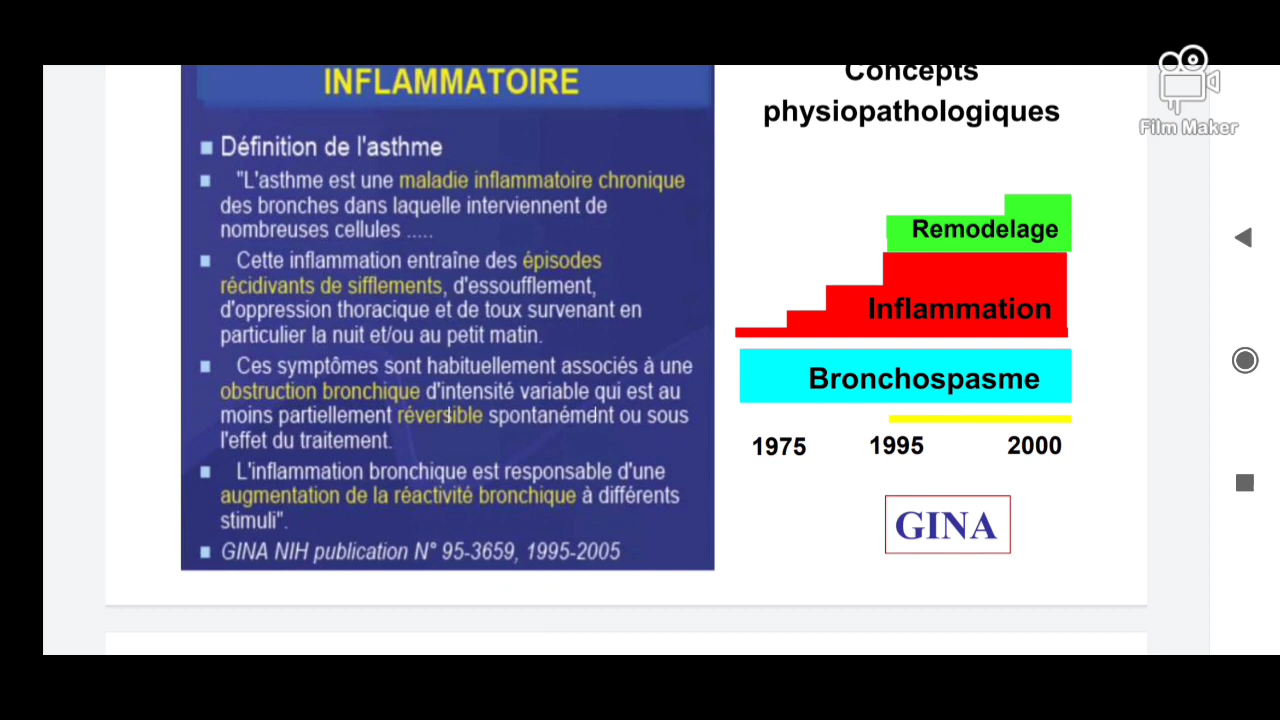 INFLAMMATOIRE
Définition de l'asthme
"L'asthme est une maladie inflammatoire chronique
des bronches dans laquelle interviennent de
nombreuses cellules .....
Cette inflammation entraîne des épisodes
récidivants de sifflements, d'essoufflement,
d'oppression thoracique et de toux survenant en
particulier la nuit et/ou au petit matin.
Ces symptômes sont habituellement associés à une
obstruction bronchique d'intensité variable qui est au
moins partiellement réversible spontanément ou sous
l'effet du traitement.
L'inflammation bronchique est responsable d'une
augmentation de la réactivité bronchique à différents
stimuli".
GINA NIH publication N° 95-3659, 1995-2005
Concepts
physiopathologiques
Remodelage
Inflammation
Bronchospasme
1975 1995 2000
GINA
Film Maker